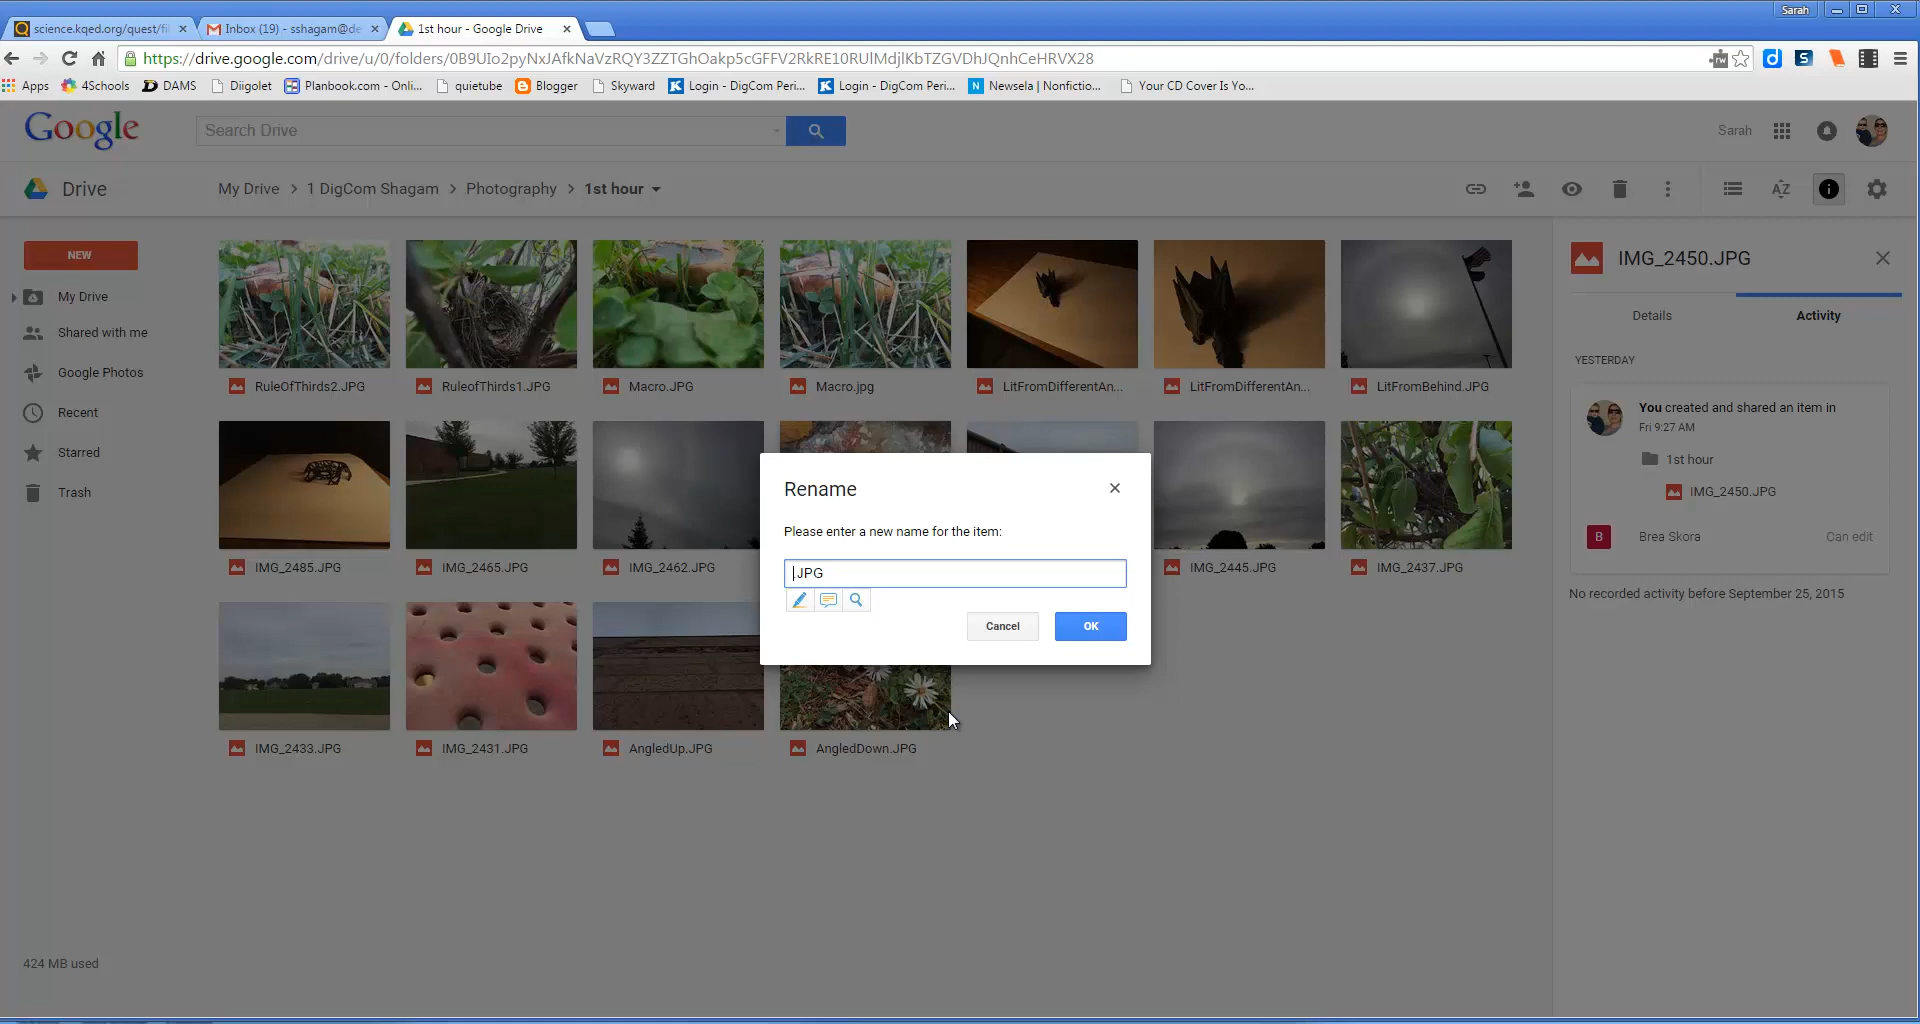 Sarah
science.kqed.org/quest/fil
Inbox (19) - sshagam@de
1st hour - Google Drive
https://drive.google.com/drive/u/0/folders/0B9UIo2pyNxJAfkNaVzRQY3ZZTGhOakp5cGFFV2RkRE10RUlMdjlKbTZGVDhJQnhCeHRVX28
Apps 4Schools DAMS Diigolet Planbook.com - Onli... quietube Blogger Skyward Login - DigCom Peri... Login - DigCom Peri... Newsela | Nonfictio... Your CD Cover Is Yo...
Google
Search Drive
Sarah
Drive
My Drive > 1 DigCom Shagam > Photography > 1st hour
NEW
My Drive
Shared with me
Google Photos
Recent
Starred
Trash
424 MB used
RuleOfThirds2.JPG
RuleofThirds1.JPG
Macro.JPG
Macro.jpg
LitFromDifferentAn...
LitFromDifferentAn...
LitFromBehind.JPG
IMG_2485.JPG
IMG_2465.JPG
IMG_2462.JPG
IMG_2445.JPG
IMG_2437.JPG
IMG_2433.JPG
IMG_2431.JPG
AngledUp.JPG
AngledDown.JPG
Rename
Please enter a new name for the item:
.JPG
Cancel
OK
IMG_2450.JPG
Details
Activity
YESTERDAY
You created and shared an item in
Fri 9:27 AM
1st hour
IMG_2450.JPG
B
Brea Skora
Can edit
No recorded activity before September 25, 2015